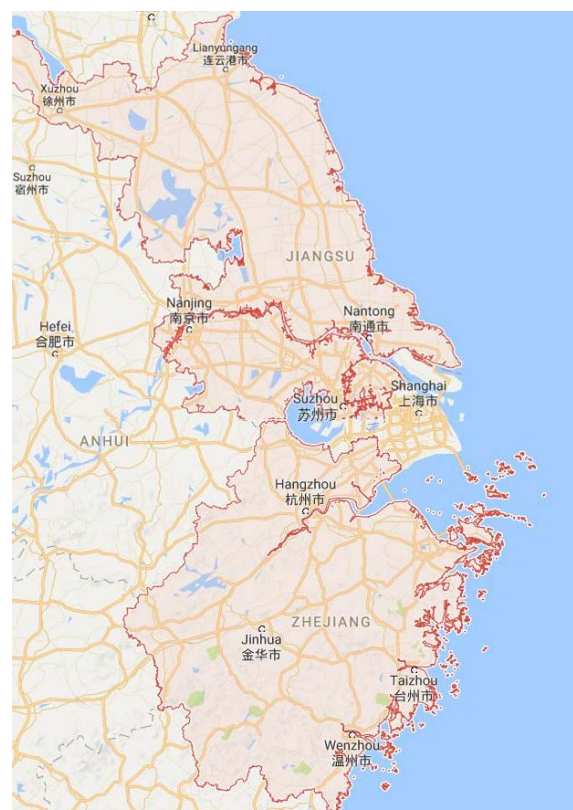 Lianyungang
连云港市
Xuzhou
徐州市
Suzhou
宿州市
JIANGSU
Nanjing
南京市
Nantong
南通市
Hefei
合肥市
Shanghai
上海市
Suzhou
苏州市
ANHUI
Hangzhou
杭州市
ZHEJIANG
Jinhua
金华市
Taizhou
台州市
Wenzhou
温州市